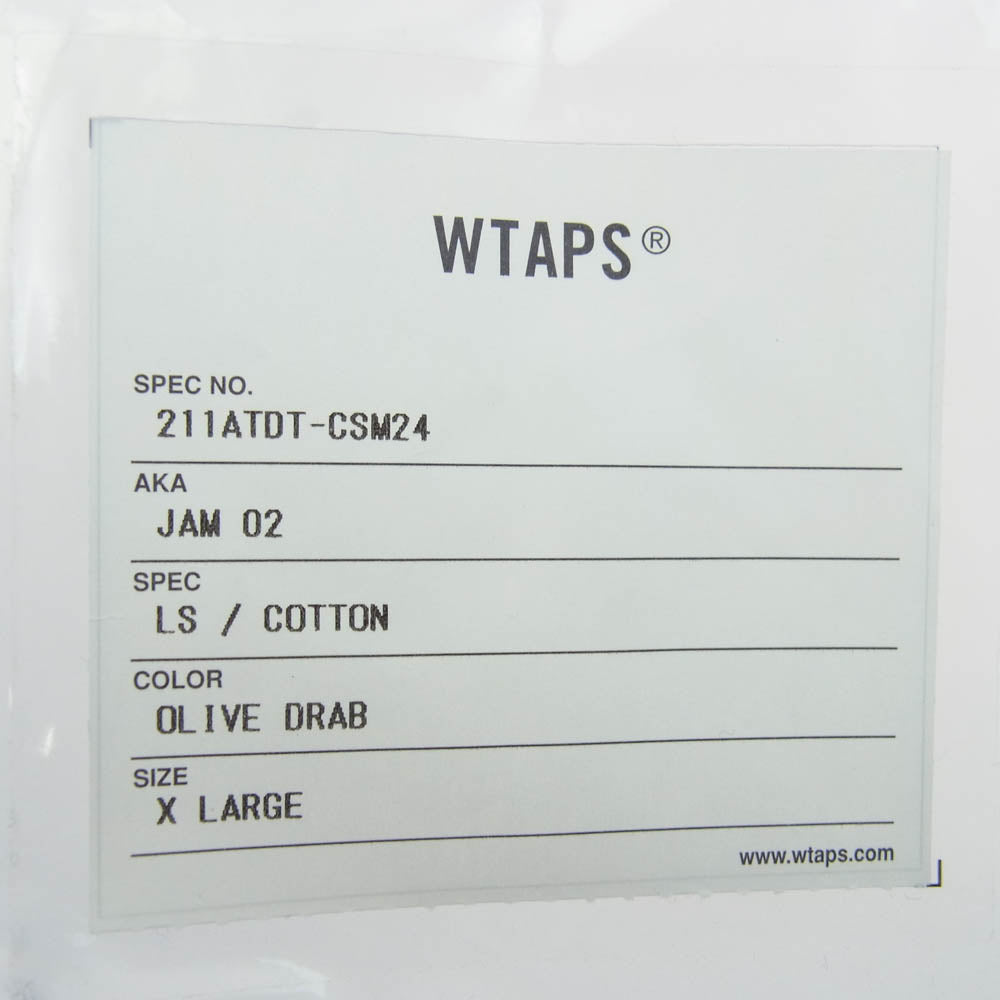 WTAPS®
SPEC NO.
211ATDT-CSM24
AKA
JAM 02
SPEC
LS / COTTON
COLOR
OLIVE DRAB
SIZE
X LARGE
www.wtaps.com